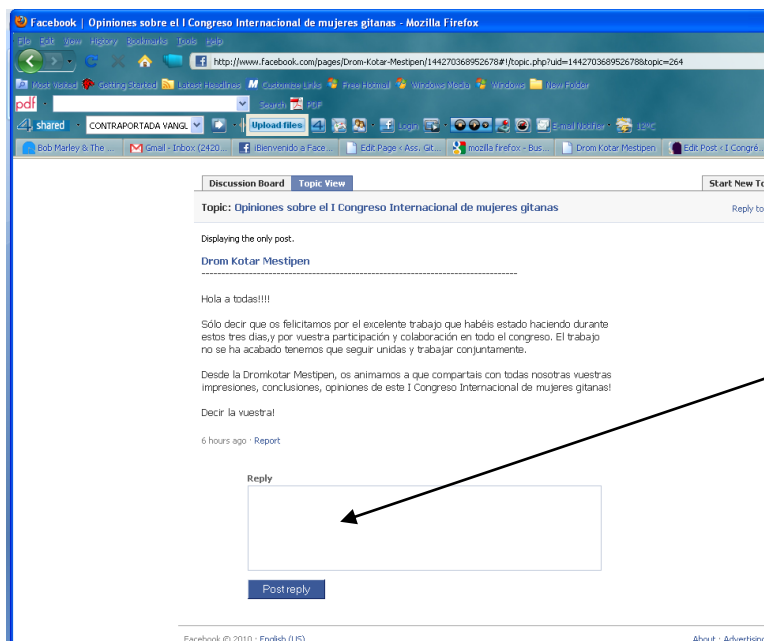 Facebook | Opiniones sobre el I Congreso Internacional de mujeres gitanas - Mozilla Firefox
File Edit View History Bookmarks Tools Help
http://www.facebook.com/pages/Drom-Kotar-Mestipen/144270368952678#!/topic.php?uid=144270368952678&topic=264
Most Visited Getting Started Latest Headlines Customize Links Free Hotmail Windows Media Windows New Folder
pdf Search PDF
4 shared CONTRAPORTADA VANGL Upload files Login E-mail Notifier 12°C
Bob Marley & The ... Gmail - Inbox (2420... ¡Bienvenido a Face... Edit Page ‹ Ass. Git... mozilla firefox - Bus... Drom Kotar Mestipen Edit Post ‹ I Congré...
Discussion Board Topic View Start New To
Topic: Opiniones sobre el I Congreso Internacional de mujeres gitanas Reply to
Displaying the only post.
Drom Kotar Mestipen
Hola a todas!!!!
Sólo decir que os felicitamos por el excelente trabajo que habéis estado haciendo durante
estos tres dias,y por vuestra participación y colaboración en todo el congreso. El trabajo
no se ha acabado tenemos que seguir unidas y trabajar conjuntamente.
Desde la Dromkotar Mestipen, os animamos a que compartais con todas nosotras vuestras
impresiones, conclusiones, opiniones de este I Congreso Internacional de mujeres gitanas!
Decir la vuestra!
6 hours ago · Report
Reply
Post reply
Facebook © 2010 · English (US) About · Advertising